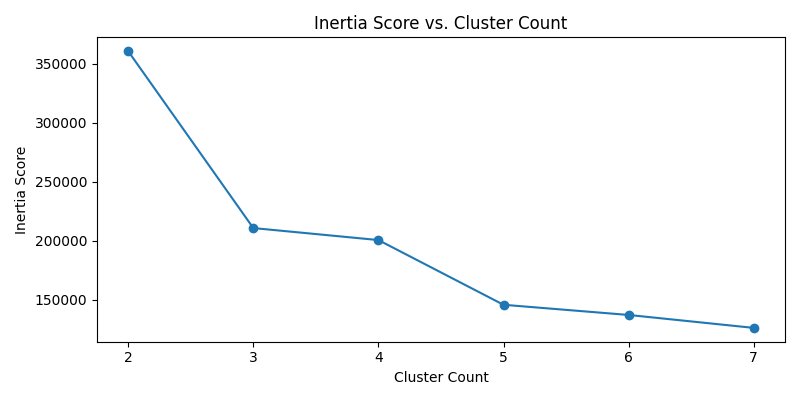 Inertia Score vs. Cluster Count
350000
300000
250000
200000
150000
Inertia Score
2 3 4 5 6 7
Cluster Count